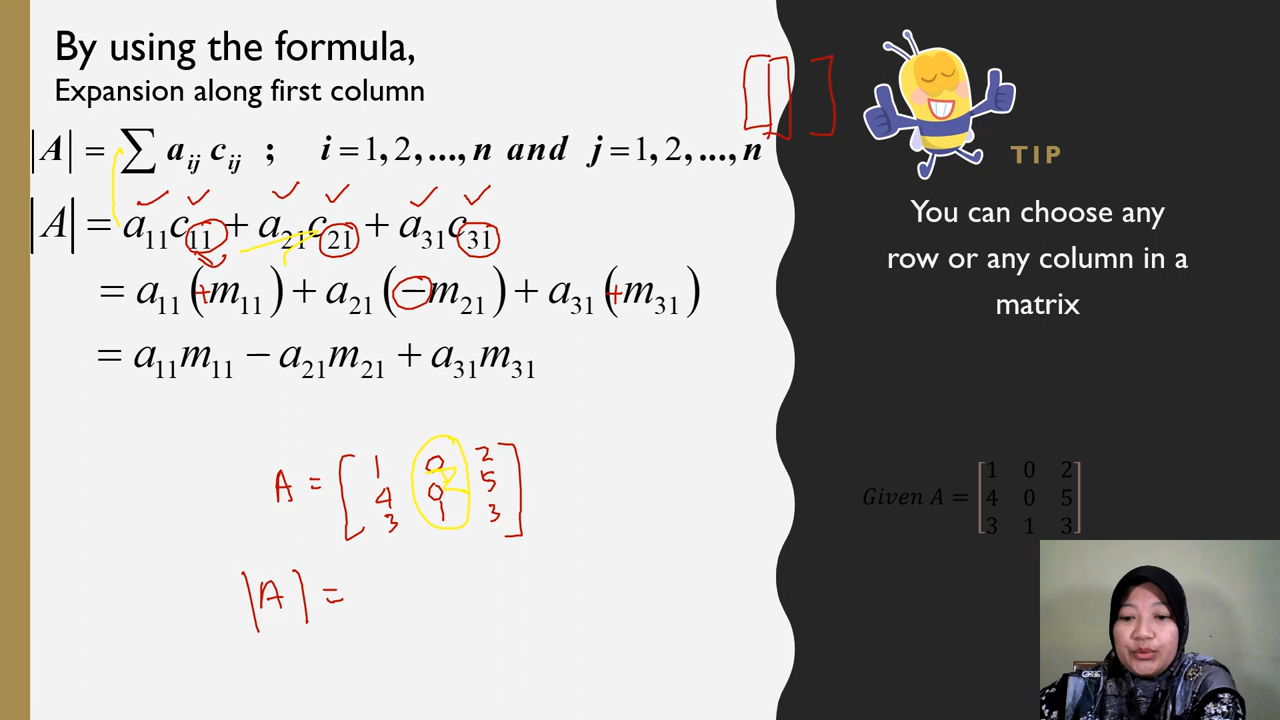 By using the formula,
Expansion along first column
|A| = ∑ a_ij c_ij ; i = 1, 2, ..., n and j = 1, 2, ..., n
|A| = a_11 c_11 + a_21 c_21 + a_31 c_31
= a_11 (+m_11) + a_21 (−m_21) + a_31 (+m_31)
= a_11 m_11 − a_21 m_21 + a_31 m_31
A = [1 0 2
4 0 5
3 1 3]
|A| =
TIP
You can choose any
row or any column in a
matrix
Given A = [1 0 2
4 0 5
3 1 3]